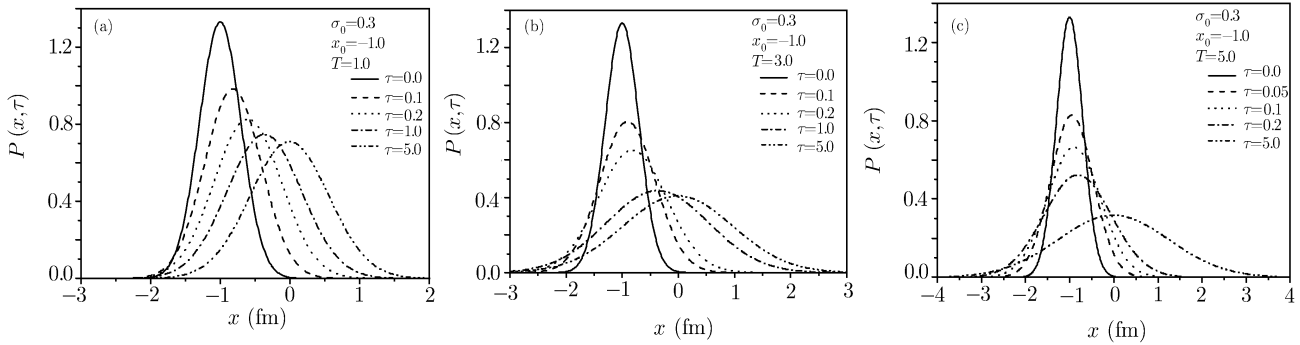 (a)
σ₀=0.3
x₀=−1.0
T=1.0
τ=0.0
τ=0.1
τ=0.2
τ=1.0
τ=5.0
P (x,τ)
1.2
0.8
0.4
0.0
−3 −2 −1 0 1 2
x (fm)
(b)
σ₀=0.3
x₀=−1.0
T=3.0
τ=0.0
τ=0.1
τ=0.2
τ=1.0
τ=5.0
P (x,τ)
1.2
0.8
0.4
0.0
−3 −2 −1 0 1 2 3
x (fm)
(c)
σ₀=0.3
x₀=−1.0
T=5.0
τ=0.0
τ=0.05
τ=0.1
τ=0.2
τ=5.0
P (x,τ)
1.2
0.8
0.4
0.0
−4 −3 −2 −1 0 1 2 3 4
x (fm)